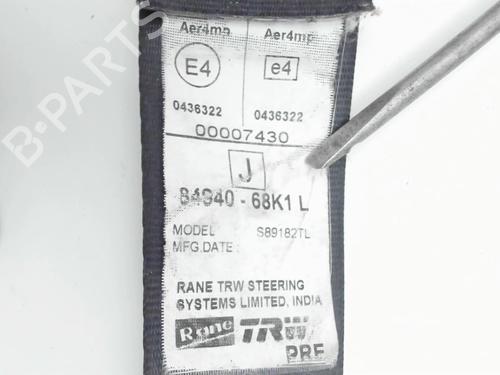 Aer4mp Aer4mp
E4 e4
0436322 0436322
00007430
J
84940 - 68K1 L
MODEL S89182TL
MFG.DATE :
RANE TRW STEERING
SYSTEMS LIMITED, INDIA
Rane TRW
PRE
B-PARTS